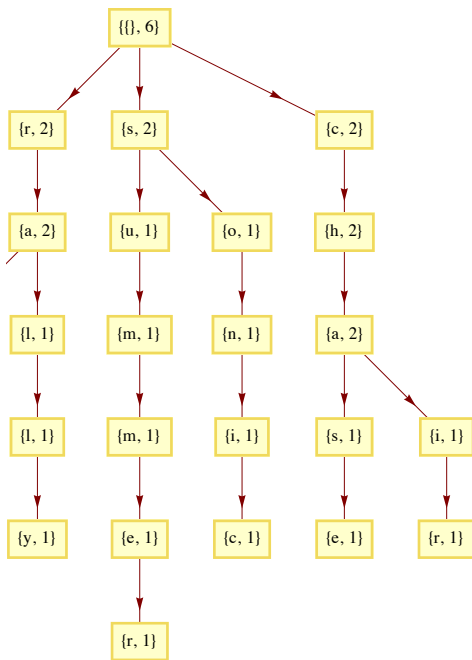 {{}, 6}
{r, 2} {s, 2} {c, 2}
{a, 2} {u, 1} {o, 1} {h, 2}
{l, 1} {m, 1} {n, 1} {a, 2}
{l, 1} {m, 1} {i, 1} {s, 1} {i, 1}
{y, 1} {e, 1} {c, 1} {e, 1} {r, 1}
{r, 1}